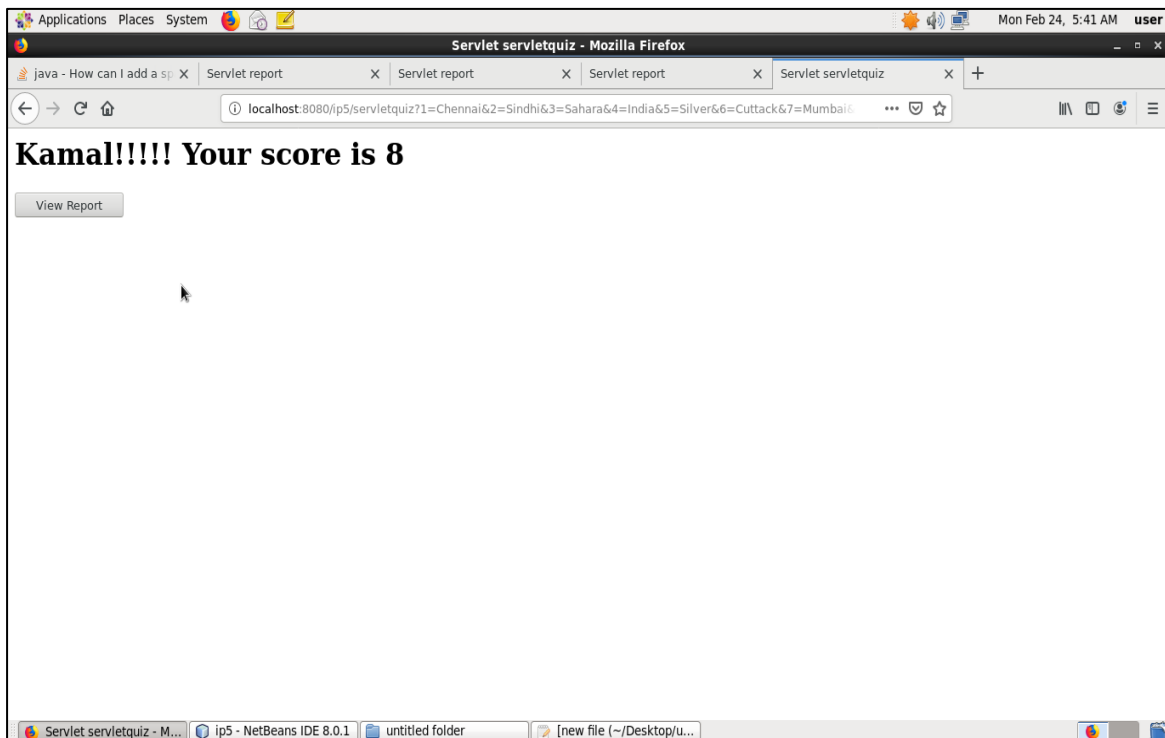 Applications Places System Mon Feb 24, 5:41 AM user
Servlet servletquiz - Mozilla Firefox
java - How can I add a sp Servlet report Servlet report Servlet report Servlet servletquiz
localhost:8080/ip5/servletquiz?1=Chennai&2=Sindhi&3=Sahara&4=India&5=Silver&6=Cuttack&7=Mumbai&
Kamal!!!!! Your score is 8
View Report
Servlet servletquiz - M... ip5 - NetBeans IDE 8.0.1 untitled folder [new file (~/Desktop/u...